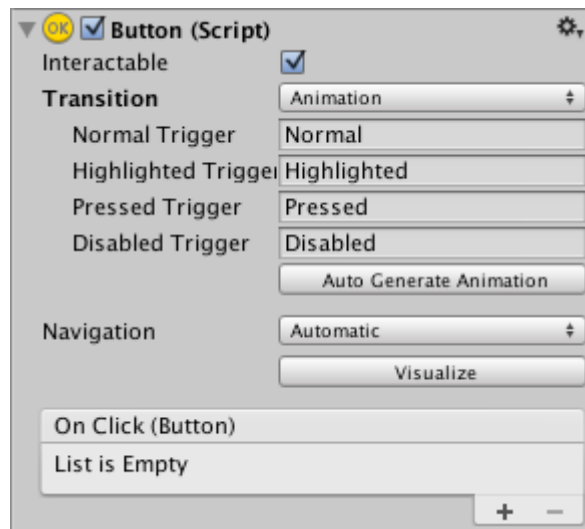 OK Button (Script)
Interactable
Transition Animation
Normal Trigger Normal
Highlighted Trigger Highlighted
Pressed Trigger Pressed
Disabled Trigger Disabled
Auto Generate Animation
Navigation Automatic
Visualize
On Click (Button)
List is Empty
+ −